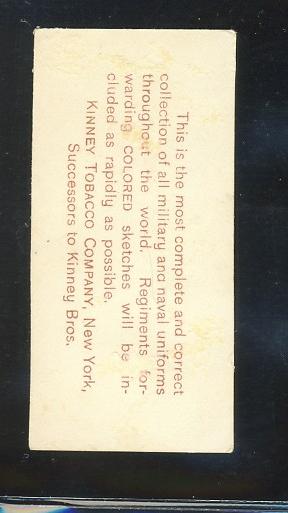 This is the most complete and correct
collection of all military and naval uniforms
throughout the world. Regiments for-
warding COLORED sketches will be in-
cluded as rapidly as possible.
KINNEY TOBACCO COMPANY, New York,
Successors to Kinney Bros.